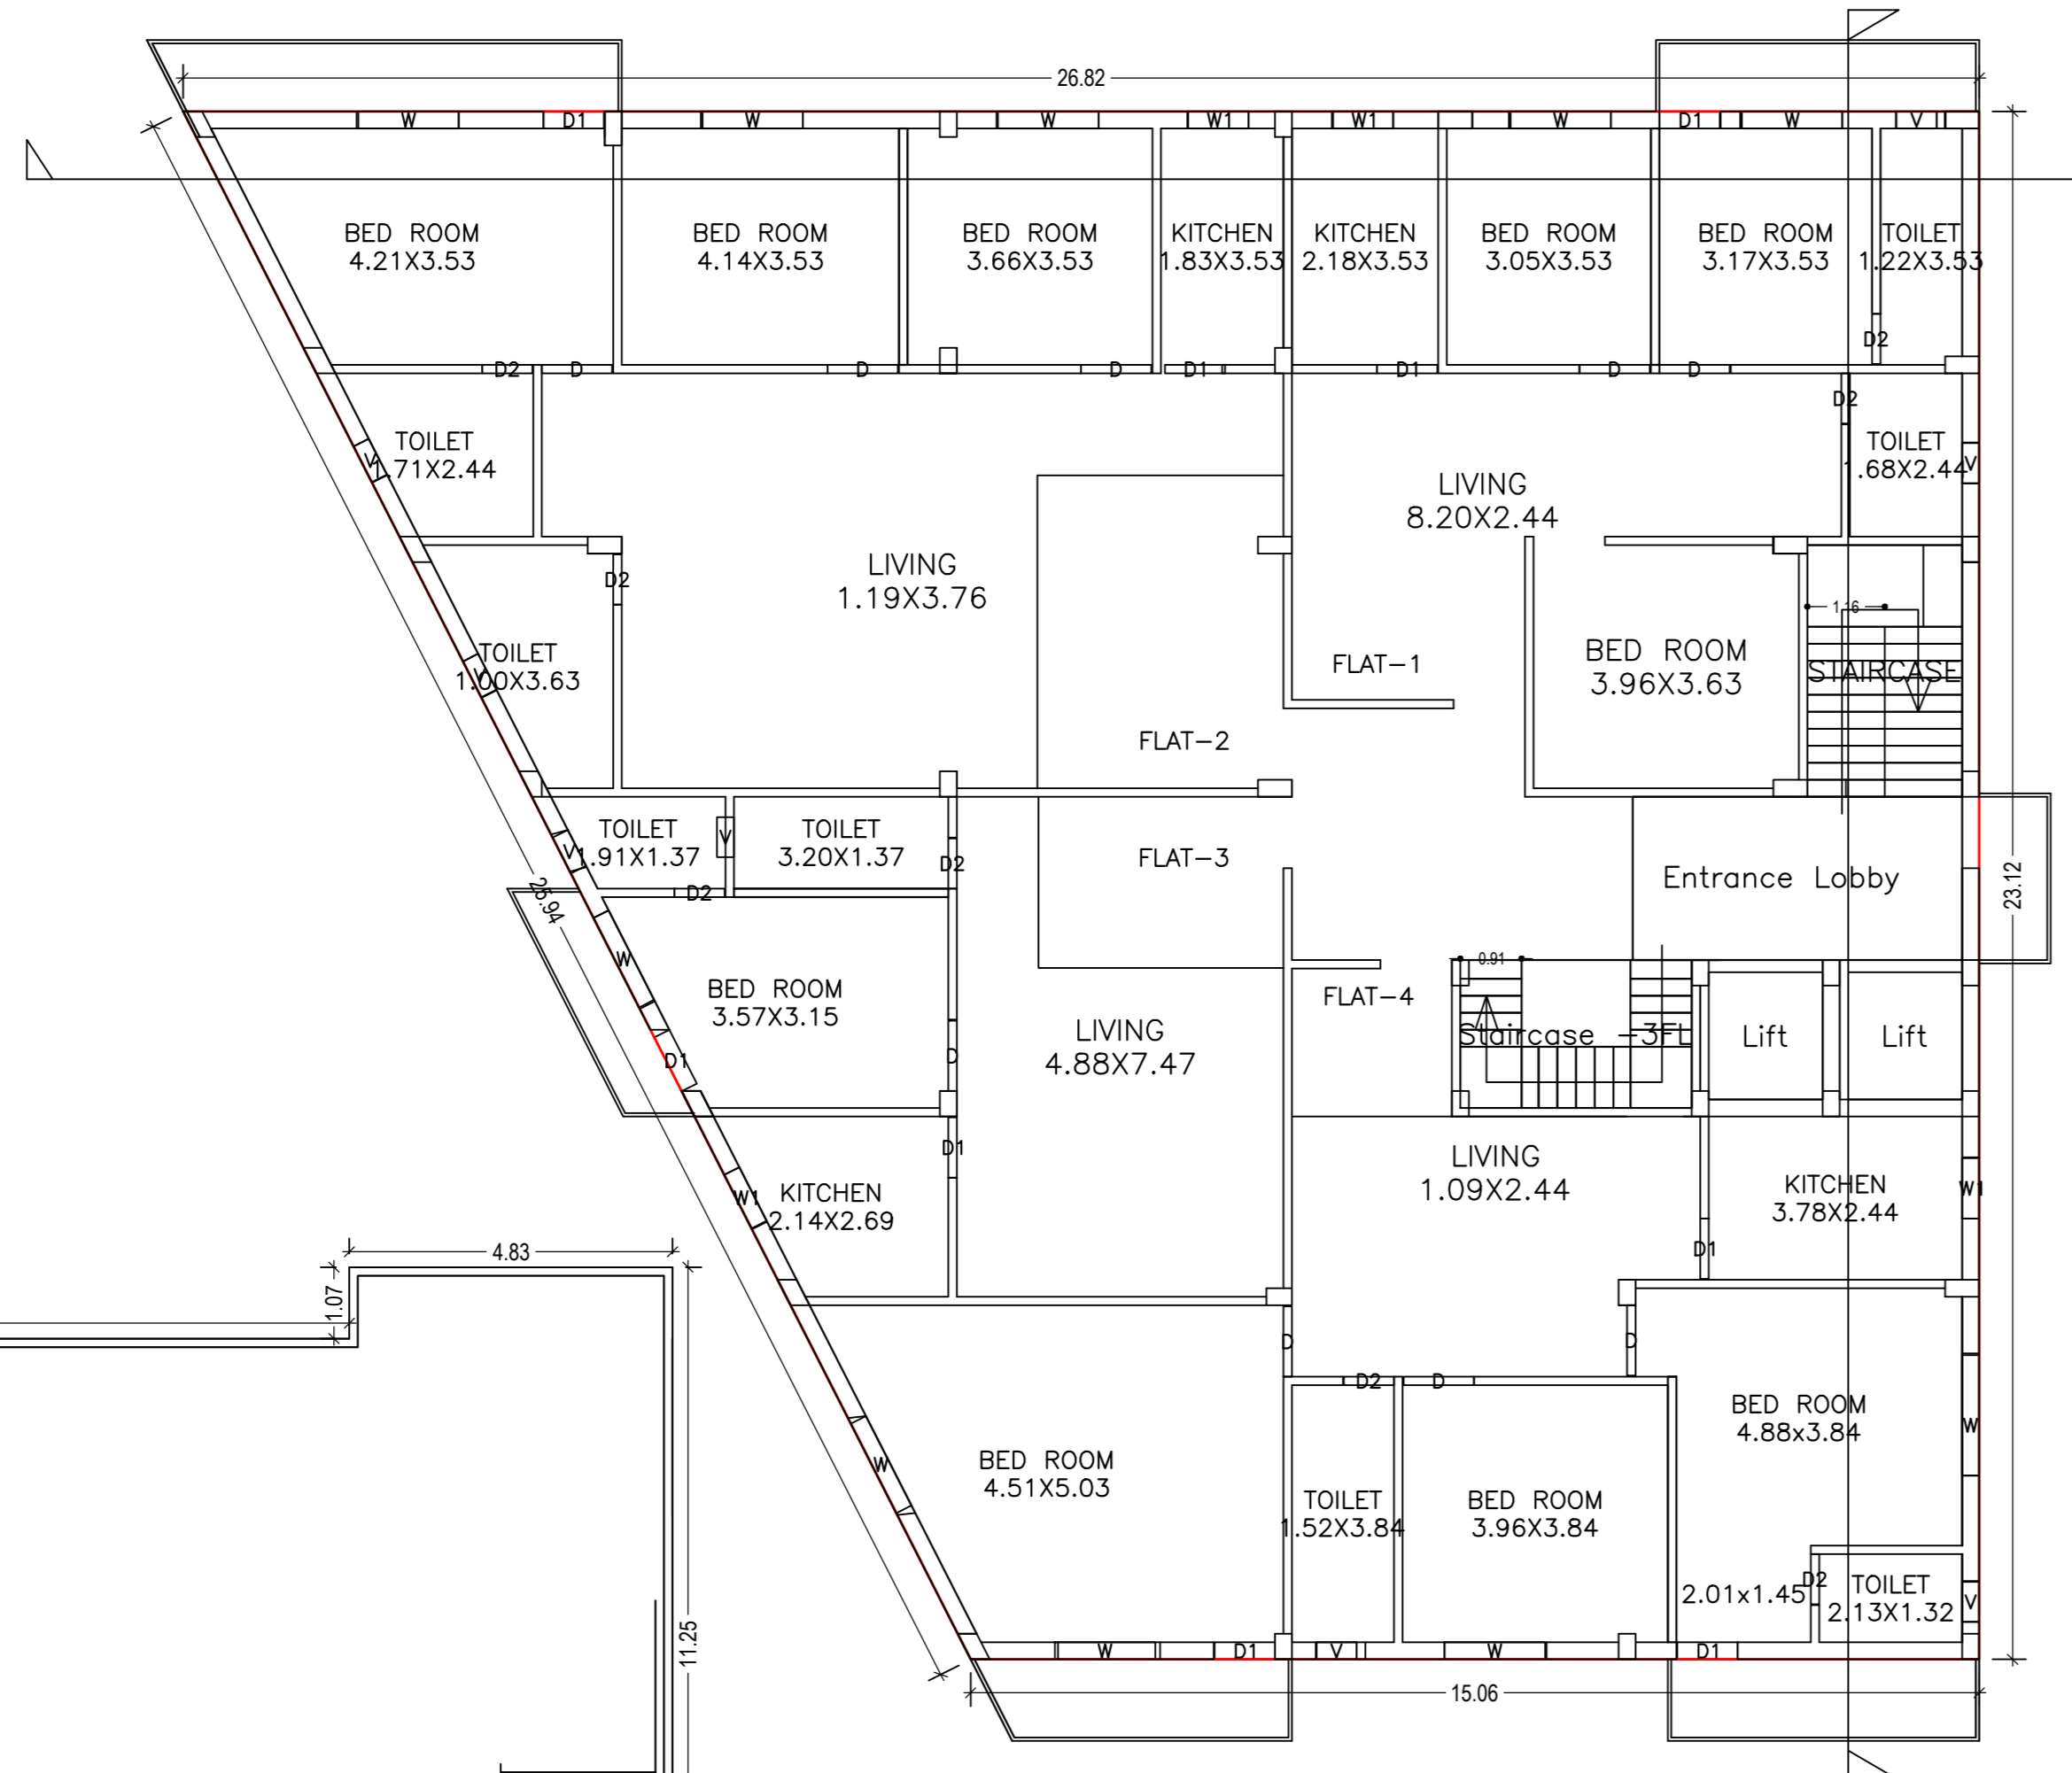 26.82
W
D1
W
W
W1
W1
W
D1
W
V
BED ROOM
4.21X3.53
BED ROOM
4.14X3.53
BED ROOM
3.66X3.53
KITCHEN
1.83X3.53
KITCHEN
2.18X3.53
BED ROOM
3.05X3.53
BED ROOM
3.17X3.53
TOILET
1.22X3.53
D2
D2
D
D
D
D1
D1
D
D
D2
TOILET
1.71X2.44
V
TOILET
1.68X2.44
V
LIVING
8.20X2.44
LIVING
1.19X3.76
D2
TOILET
1.00X3.63
V
1.16
FLAT-1
BED ROOM
3.96X3.63
STAIRCASE
FLAT-2
TOILET
1.91X1.37
V
V
TOILET
3.20X1.37
D2
D2
FLAT-3
Entrance Lobby
23.12
25.94
W
BED ROOM
3.57X3.15
D
D1
0.91
FLAT-4
LIVING
4.88X7.47
Staircase -3FL
Lift
Lift
D1
W1
KITCHEN
2.14X2.69
LIVING
1.09X2.44
KITCHEN
3.78X2.44
W1
D1
4.83
1.07
D
D
D2
D
BED ROOM
4.88x3.84
W
W
BED ROOM
4.51X5.03
TOILET
1.52X3.84
BED ROOM
3.96X3.84
2.01x1.45
D2
TOILET
2.13X1.32
V
11.25
W
D1
V
W
D1
15.06